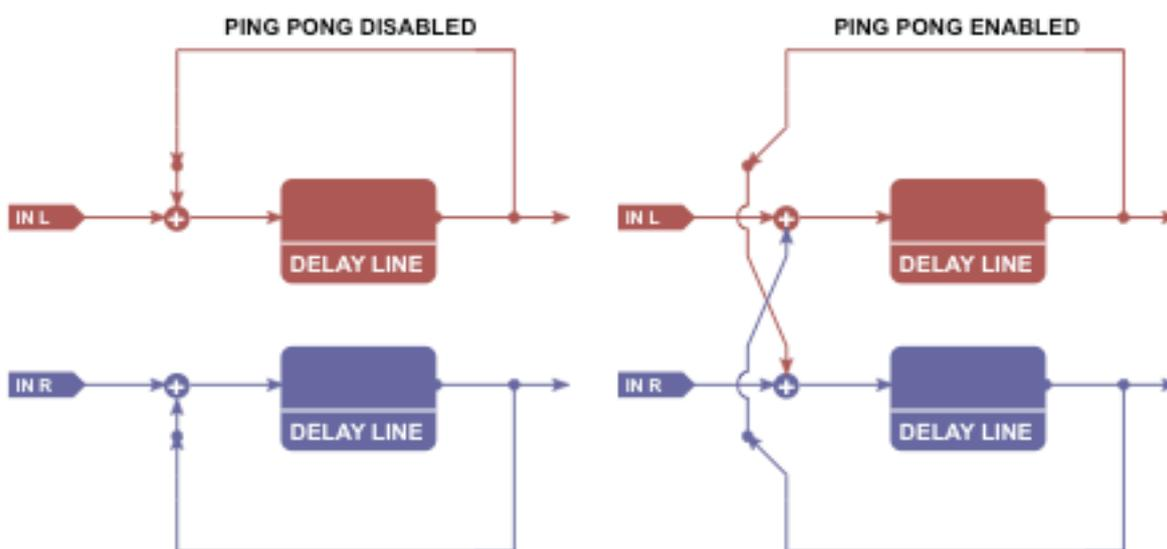 PING PONG DISABLED
PING PONG ENABLED
IN L
DELAY LINE
IN L
DELAY LINE
IN R
DELAY LINE
IN R
DELAY LINE